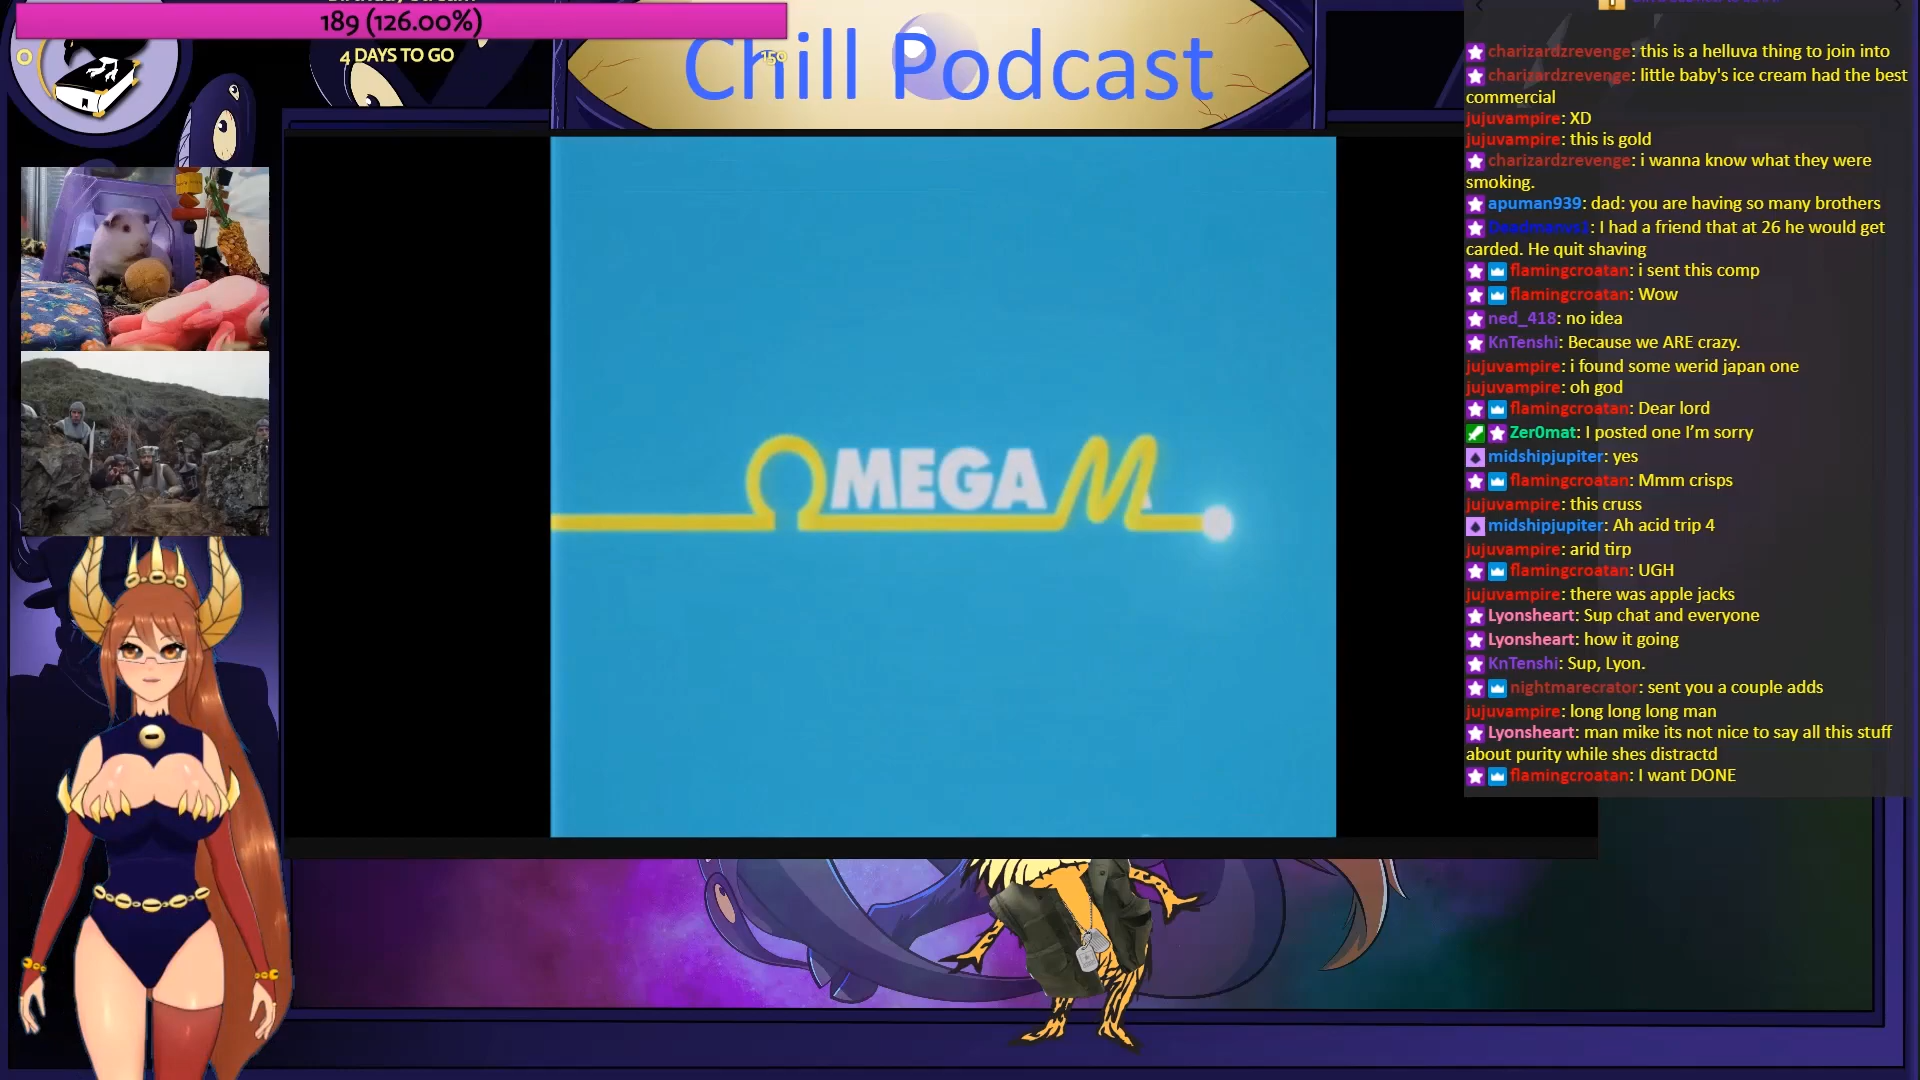 189 (126.00%)
4 DAYS TO GO
150
Chill Podcast
ΩMEGA M
charizardzrevenge: this is a helluva thing to join into
charizardzrevenge: little baby's ice cream had the best
commercial
jujuvampire: XD
jujuvampire: this is gold
charizardzrevenge: i wanna know what they were
smoking.
apuman939: dad: you are having so many brothers
Deadmanvs1: I had a friend that at 26 he would get
carded. He quit shaving
flamingcroatan: i sent this comp
flamingcroatan: Wow
ned_418: no idea
KnTenshi: Because we ARE crazy.
jujuvampire: i found some werid japan one
jujuvampire: oh god
flamingcroatan: Dear lord
Zer0mat: I posted one I’m sorry
midshipjupiter: yes
flamingcroatan: Mmm crisps
jujuvampire: this cruss
midshipjupiter: Ah acid trip 4
jujuvampire: arid tirp
flamingcroatan: UGH
jujuvampire: there was apple jacks
Lyonsheart: Sup chat and everyone
Lyonsheart: how it going
KnTenshi: Sup, Lyon.
nightmarecrator: sent you a couple adds
jujuvampire: long long long man
Lyonsheart: man mike its not nice to say all this stuff
about purity while shes distractd
flamingcroatan: I want DONE